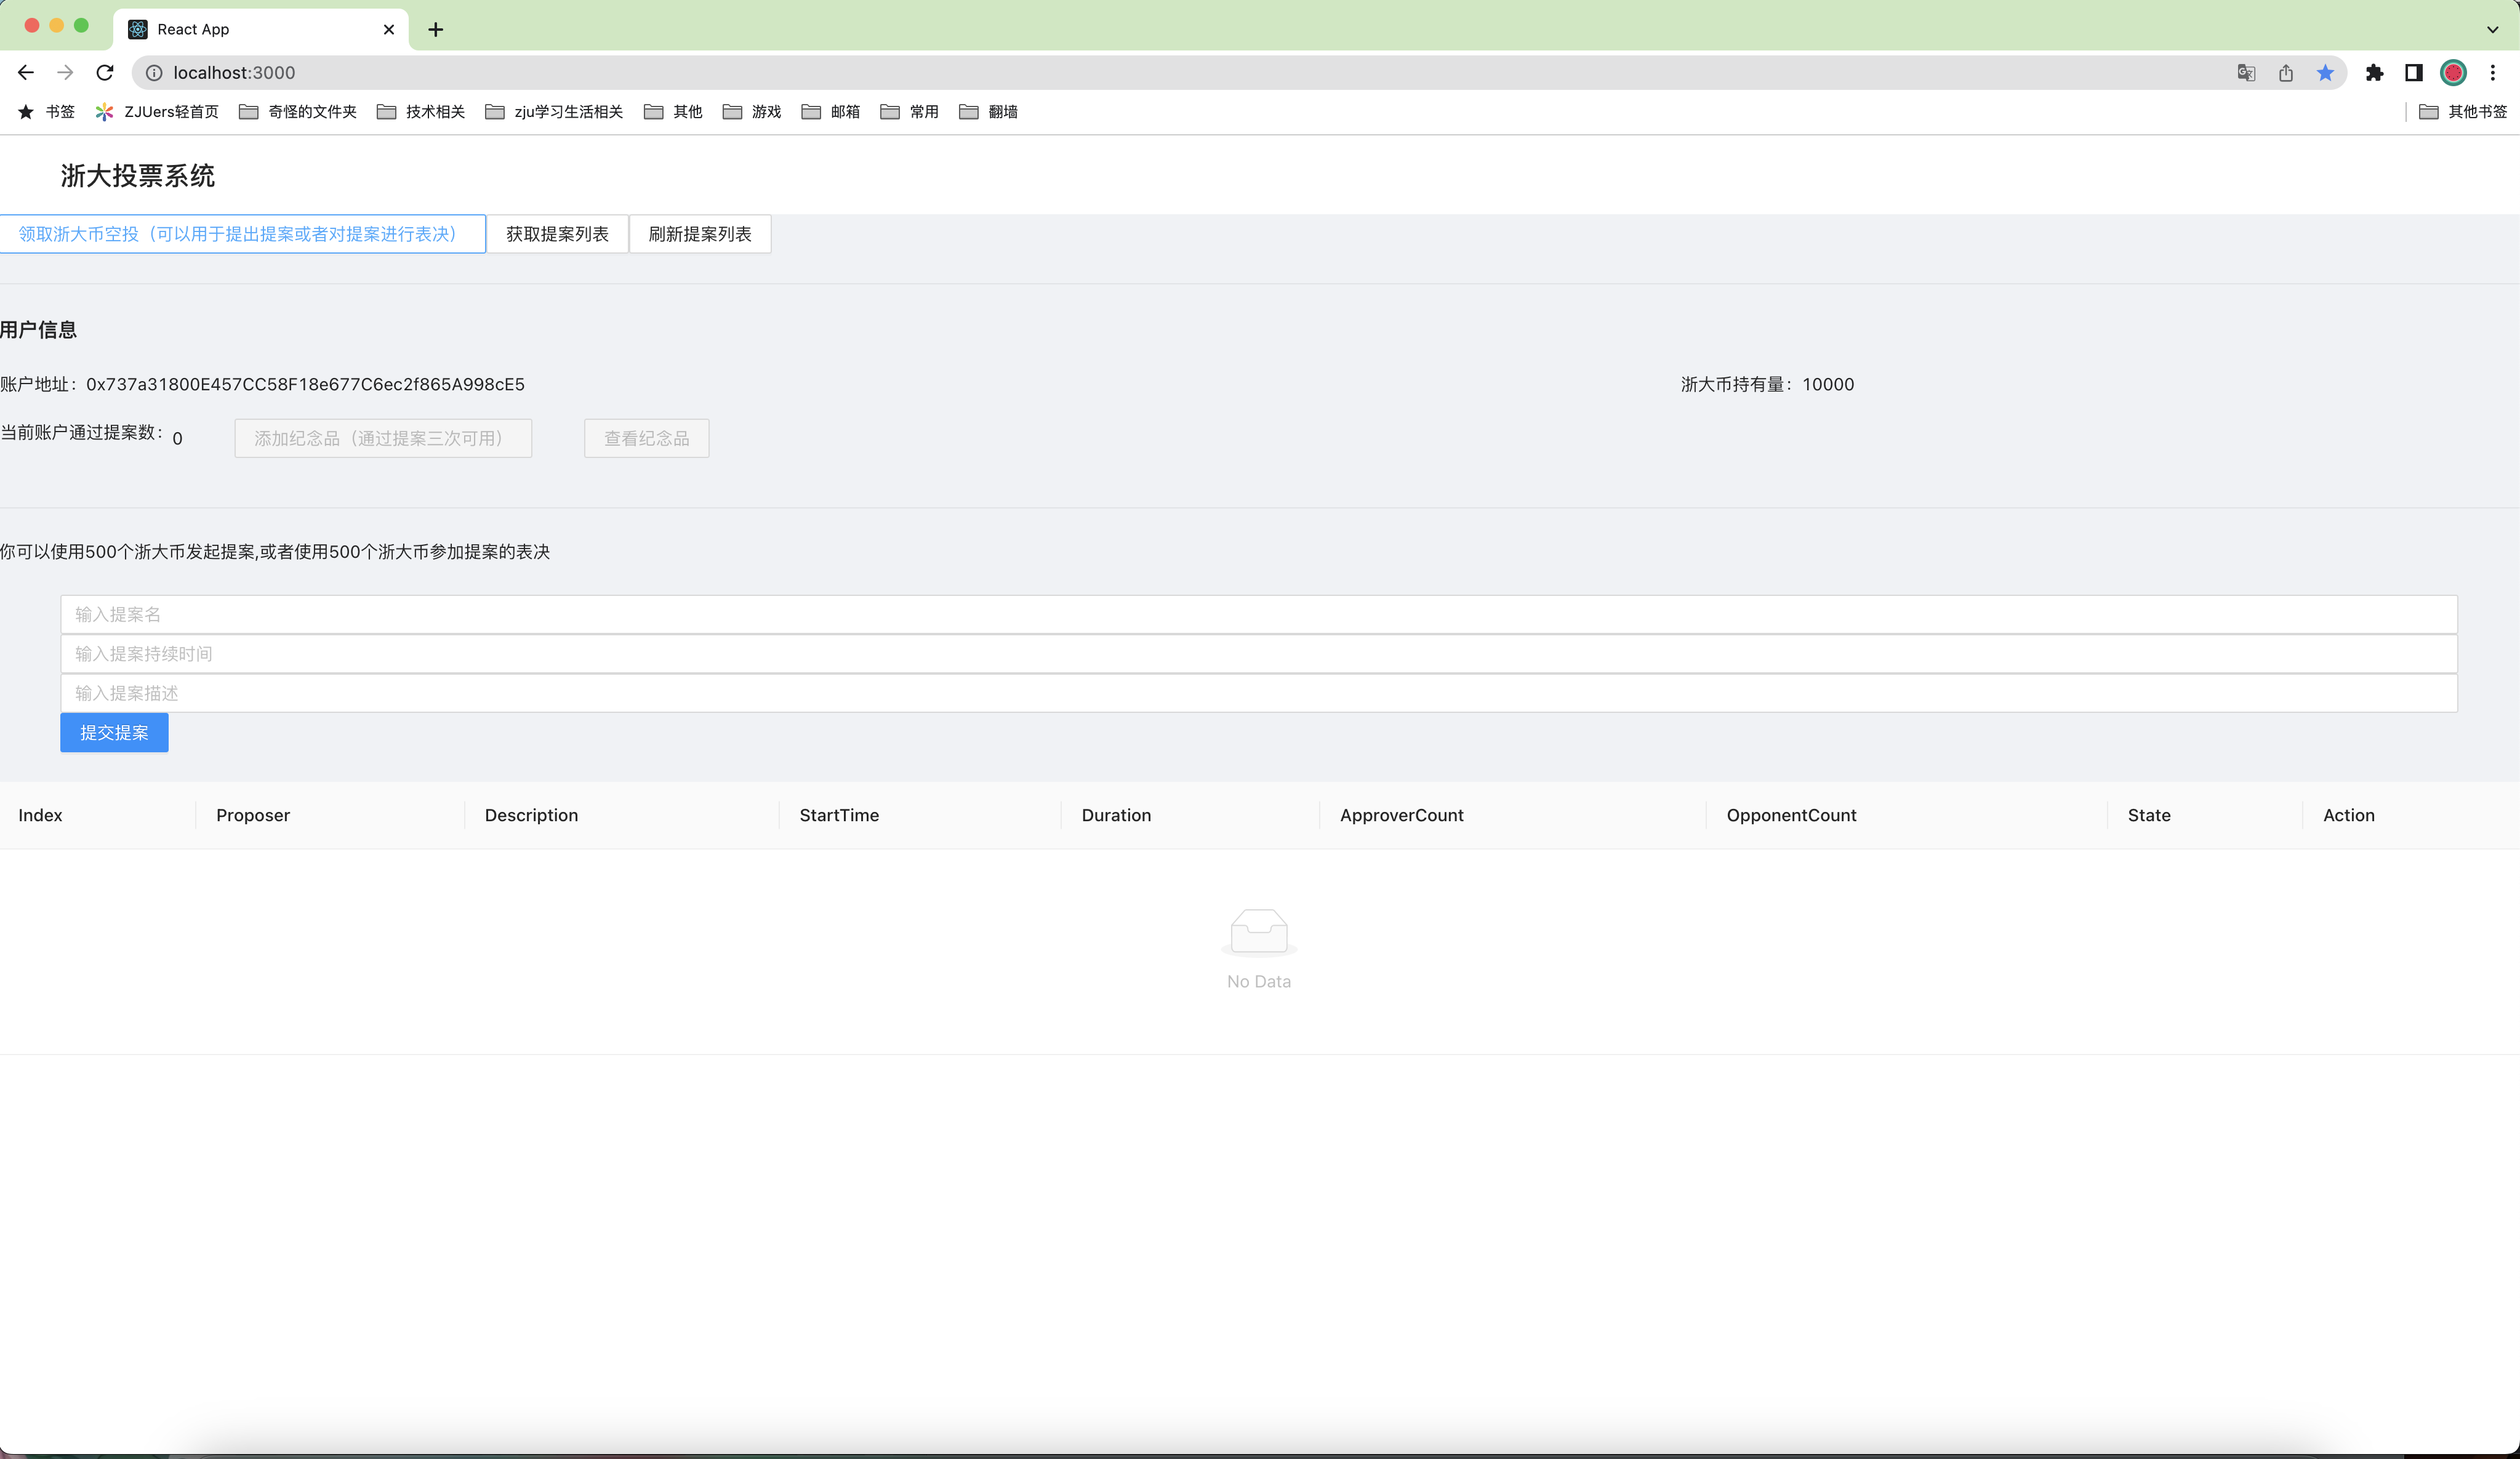 React App
localhost:3000
书签 ZJUers轻首页 奇怪的文件夹 技术相关 zju学习生活相关 其他 游戏 邮箱 常用 翻墙 其他书签
浙大投票系统
领取浙大币空投（可以用于提出提案或者对提案进行表决） 获取提案列表 刷新提案列表
用户信息
账户地址：0x737a31800E457CC58F18e677C6ec2f865A998cE5 浙大币持有量：10000
当前账户通过提案数：0 添加纪念品（通过提案三次可用） 查看纪念品
你可以使用500个浙大币发起提案,或者使用500个浙大币参加提案的表决
输入提案名
输入提案持续时间
输入提案描述
提交提案
Index Proposer Description StartTime Duration ApproverCount OpponentCount State Action
No Data